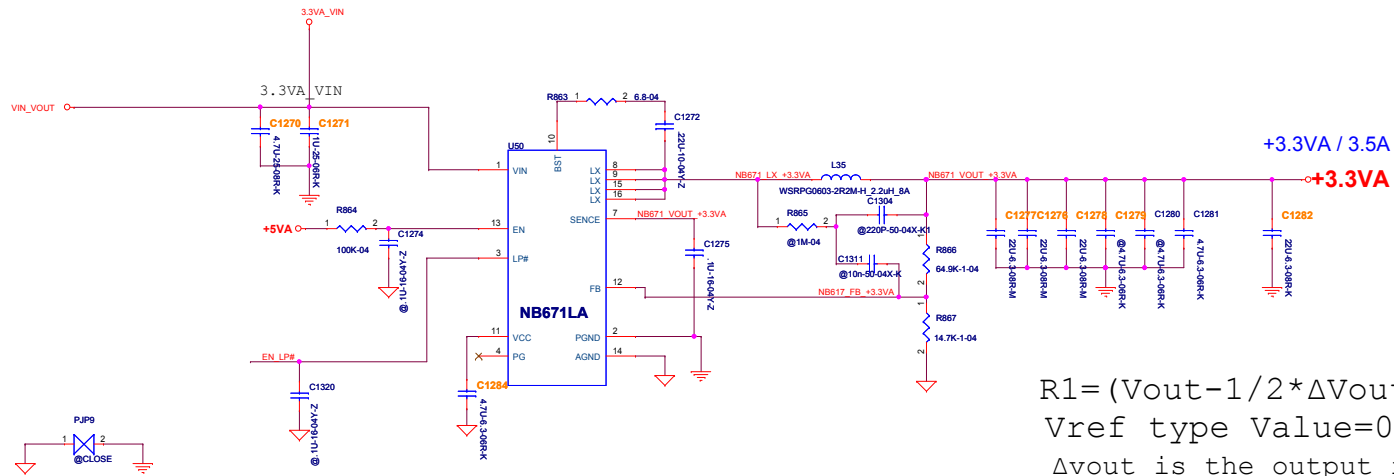 3.3VA_VIN
3.3VA_VIN
VIN_VOUT
C1270
4.7U-25-08R-K
C1271
.1U-25-06R-K
R863
1
2
6.8-04
C1272
.22U-10-04Y-Z
U50
10
BST
1
VIN
LX
8
LX
9
LX
15
LX
16
SENCE
7
13
EN
3
LP#
FB
12
NB671LA
11
VCC
4
PG
PGND
2
AGND
14
NB671_LX_+3.3VA
L35
WSRPG0603-2R2M-H_2.2uH_8A
NB671_VOUT_+3.3VA
+3.3VA / 3.5A
+3.3VA
NB671_VOUT_+3.3VA
C1275
.1U-16-04Y-Z
R865
1
2
@1M-04
C1304
@220P-50-04X-K1
C1311
@10n-50-04X-K
NB617_FB_+3.3VA
1
R866
64.9K-1-04
2
1
R867
14.7K-1-04
2
C1277
22U-6.3-08R-M
C1276
22U-6.3-08R-M
C1278
22U-6.3-08R-M
C1279
@4.7U-6.3-06R-K
C1280
@4.7U-6.3-06R-K
C1281
4.7U-6.3-06R-K
C1282
22U-6.3-08R-K
+5VA
R864
1
2
100K-04
C1274
@.1U-16-04Y-Z
EN_LP#
C1320
@.1U-16-04Y-Z
C1284
4.7U-6.3-06R-K
PJP9
1
2
@CLOSE
R1=(Vout-1/2*ΔVout
Vref type Value=0
Δvout is the output